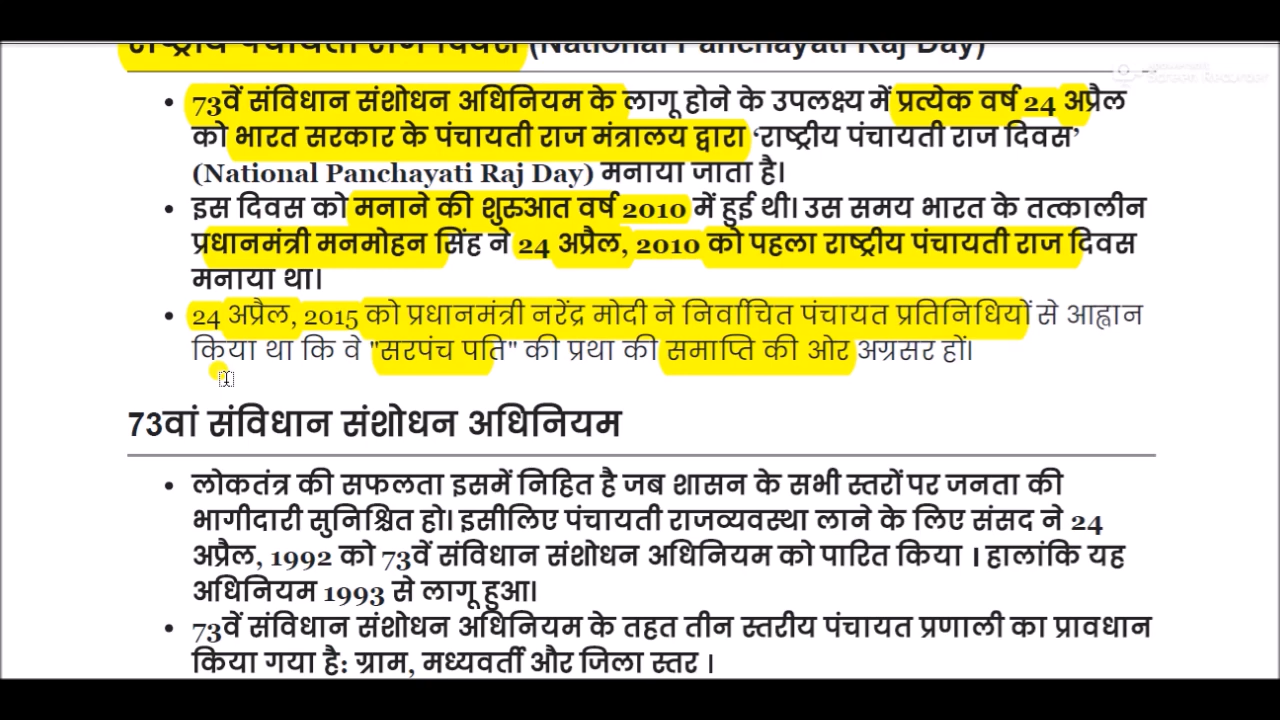 राष्ट्रीय पंचायती राज दिवस (National Panchayati Raj Day)
73वें संविधान संशोधन अधिनियम के लागू होने के उपलक्ष्य में प्रत्येक वर्ष 24 अप्रैल
को भारत सरकार के पंचायती राज मंत्रालय द्वारा ‘राष्ट्रीय पंचायती राज दिवस’
(National Panchayati Raj Day) मनाया जाता है।
इस दिवस को मनाने की शुरुआत वर्ष 2010 में हुई थी। उस समय भारत के तत्कालीन
प्रधानमंत्री मनमोहन सिंह ने 24 अप्रैल, 2010 को पहला राष्ट्रीय पंचायती राज दिवस
मनाया था।
24 अप्रैल, 2015 को प्रधानमंत्री नरेंद्र मोदी ने निर्वाचित पंचायत प्रतिनिधियों से आह्वान
किया था कि वे "सरपंच पति" की प्रथा की समाप्ति की ओर अग्रसर हों।
73वां संविधान संशोधन अधिनियम
लोकतंत्र की सफलता इसमें निहित है जब शासन के सभी स्तरों पर जनता की
भागीदारी सुनिश्चित हो। इसीलिए पंचायती राजव्यवस्था लाने के लिए संसद ने 24
अप्रैल, 1992 को 73वें संविधान संशोधन अधिनियम को पारित किया । हालांकि यह
अधिनियम 1993 से लागू हुआ।
73वें संविधान संशोधन अधिनियम के तहत तीन स्तरीय पंचायत प्रणाली का प्रावधान
किया गया है: ग्राम, मध्यवर्ती और जिला स्तर ।